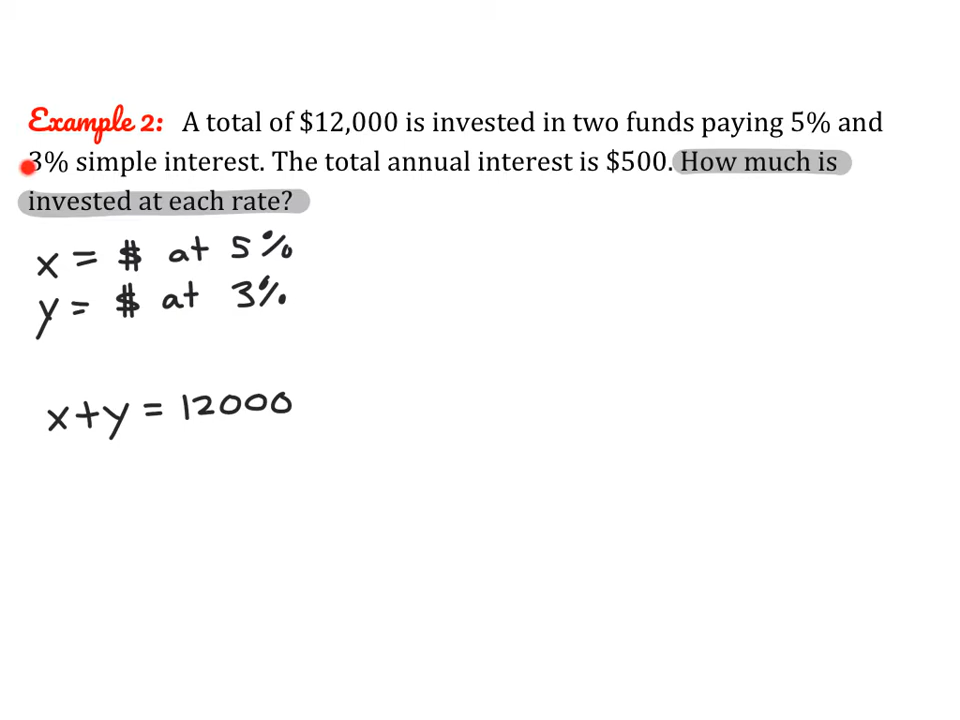 Example 2: A total of $12,000 is invested in two funds paying 5% and
3% simple interest. The total annual interest is $500. How much is
invested at each rate?
x = $ at 5%
y = $ at 3%
x+y = 12000